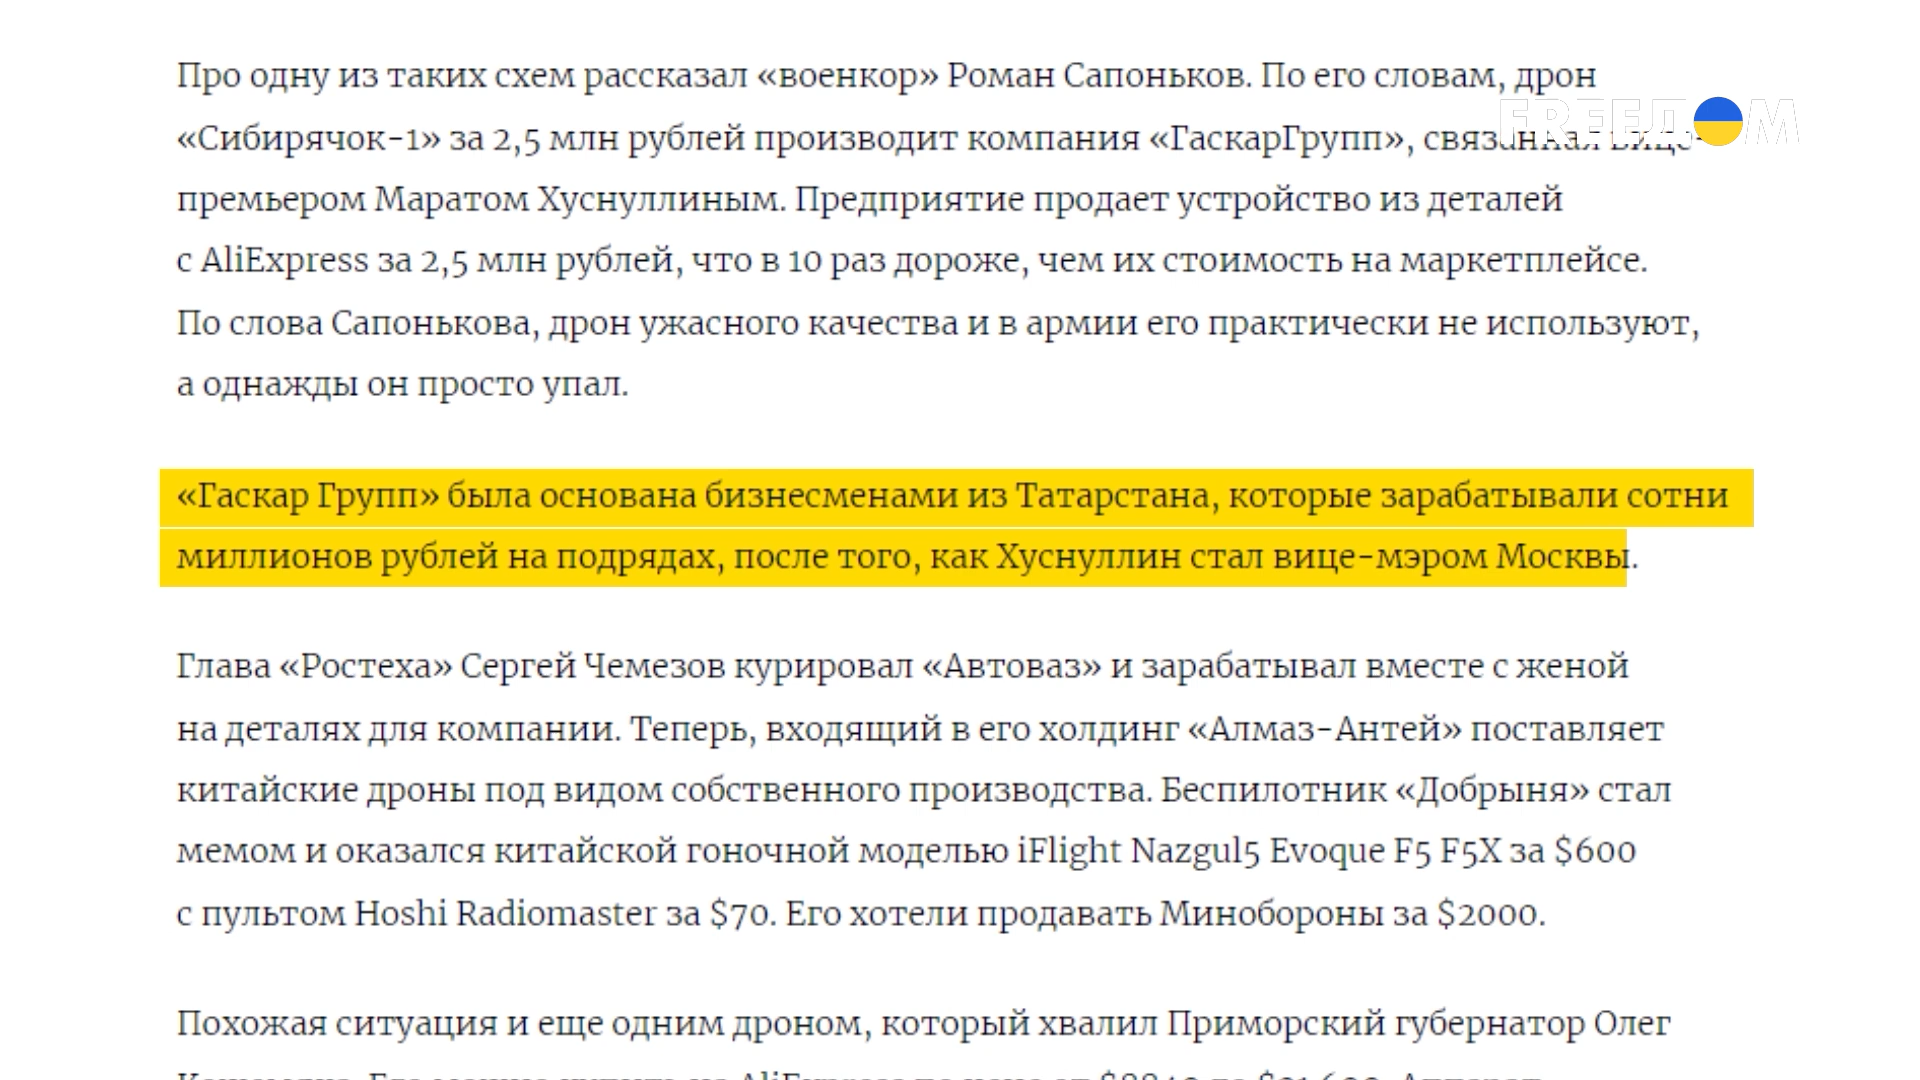 Про одну из таких схем рассказал «военкор» Роман Сапоньков. По его словам, дрон
FREEДОМ
«Сибирячок-1» за 2,5 млн рублей производит компания «ГаскарГрупп», связанная вице-
премьером Маратом Хуснуллиным. Предприятие продает устройство из деталей
с AliExpress за 2,5 млн рублей, что в 10 раз дороже, чем их стоимость на маркетплейсе.
По слова Сапонькова, дрон ужасного качества и в армии его практически не используют,
а однажды он просто упал.
«Гаскар Групп» была основана бизнесменами из Татарстана, которые зарабатывали сотни
миллионов рублей на подрядах, после того, как Хуснуллин стал вице-мэром Москвы.
Глава «Ростеха» Сергей Чемезов курировал «Автоваз» и зарабатывал вместе с женой
на деталях для компании. Теперь, входящий в его холдинг «Алмаз-Антей» поставляет
китайские дроны под видом собственного производства. Беспилотник «Добрыня» стал
мемом и оказался китайской гоночной моделью iFlight Nazgul5 Evoque F5 F5X за $600
с пультом Hoshi Radiomaster за $70. Его хотели продавать Минобороны за $2000.
Похожая ситуация и еще одним дроном, который хвалил Приморский губернатор Олег